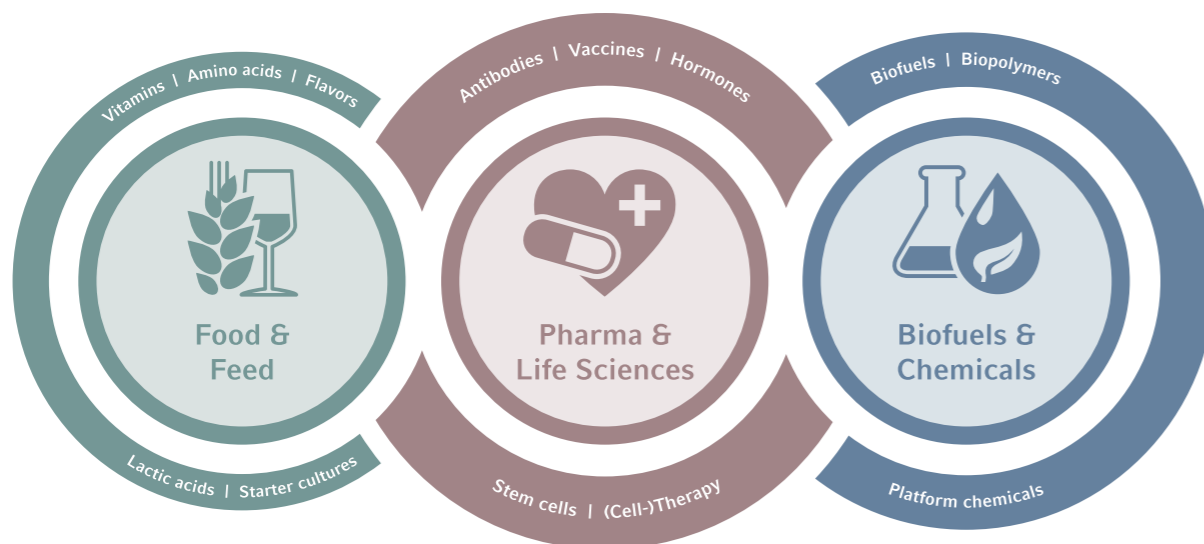 Vitamins | Amino acids | Flavors
Food &
Feed
Lactic acids | Starter cultures
Antibodies | Vaccines | Hormones
Pharma &
Life Sciences
Stem cells | (Cell-)Therapy
Biofuels | Biopolymers
Biofuels &
Chemicals
Platform chemicals